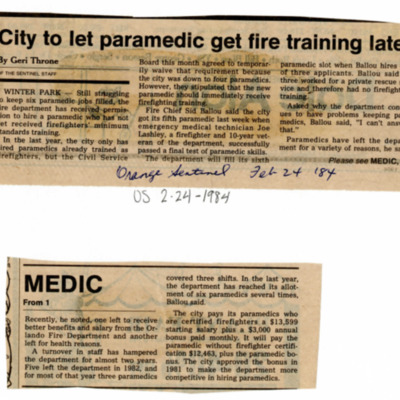 City to let paramedic get fire training late
By Geri Throne
OF THE SENTINEL STAFF
WINTER PARK — Still struggling
to keep six paramedic jobs filled, the
fire department has received permis-
sion to hire a paramedic who has not
yet received firefighters' minimum
standards training.
In the last year, the city only has
hired paramedics already trained as
firefighters, but the Civil Service
Board this month agreed to temporar-
ily waive that requirement because
the city was down to four paramedics.
However, they stipulated that the new
paramedic should immediately receive
firefighting training.
Fire Chief Sid Ballou said the city
got its fifth paramedic last week when
emergency medical technician Joe
Lashley, a firefighter and 10-year vet-
eran of the department, successfully
passed a final test of paramedic skills.
The department will fill its sixth
paramedic slot when Ballou hires
of three applicants. Ballou said
three worked for a private rescue
vice and therefore had no firefight
training.
Asked why the department conti
ues to have problems keeping pa
medics, Ballou said, "I can't answ
that."
Paramedics have left the depart
ment for a variety of reasons, he sa
Please see MEDIC,
Orange Sentinel Feb 24 '84
OS 2-24-1984
MEDIC
From 1
Recently, he noted, one left to receive
better benefits and salary from the Or-
lando Fire Department and another
left for health reasons.
A turnover in staff has hampered
the department for almost two years.
Five left the department in 1982, and
for most of that year three paramedics
covered three shifts. In the last year,
the department has reached its allot-
ment of six paramedics several times,
Ballou said.
The city pays its paramedics who
are certified firefighters a $13,599
starting salary plus a $3,000 annual
bonus paid monthly. It will pay the
paramedic without firefighter certifi-
cation $12,463, plus the paramedic bo-
nus. The city approved the bonus in
1981 to make the department more
competitive in hiring paramedics.